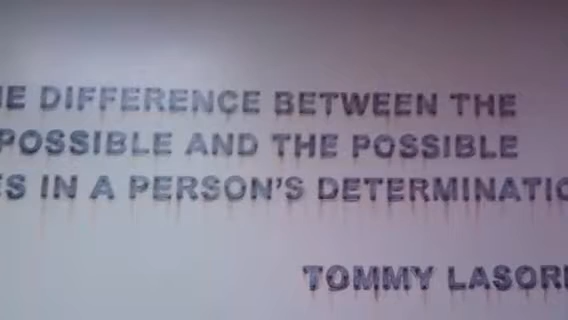 E DIFFERENCE BETWEEN THE
POSSIBLE AND THE POSSIBLE
ES IN A PERSON'S DETERMINATIO
TOMMY LASOR